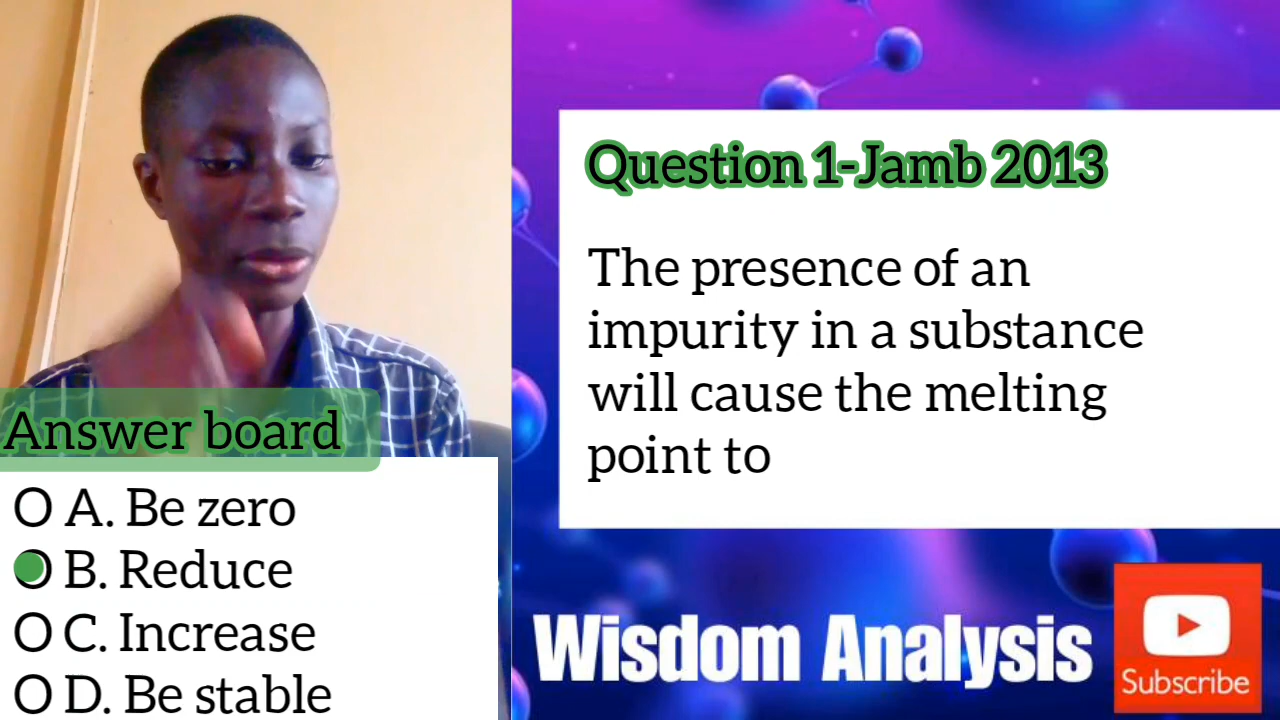 Question 1-Jamb 2013
The presence of an
impurity in a substance
will cause the melting
point to
Answer board
O A. Be zero
O B. Reduce
O C. Increase
O D. Be stable
Wisdom Analysis
Subscribe